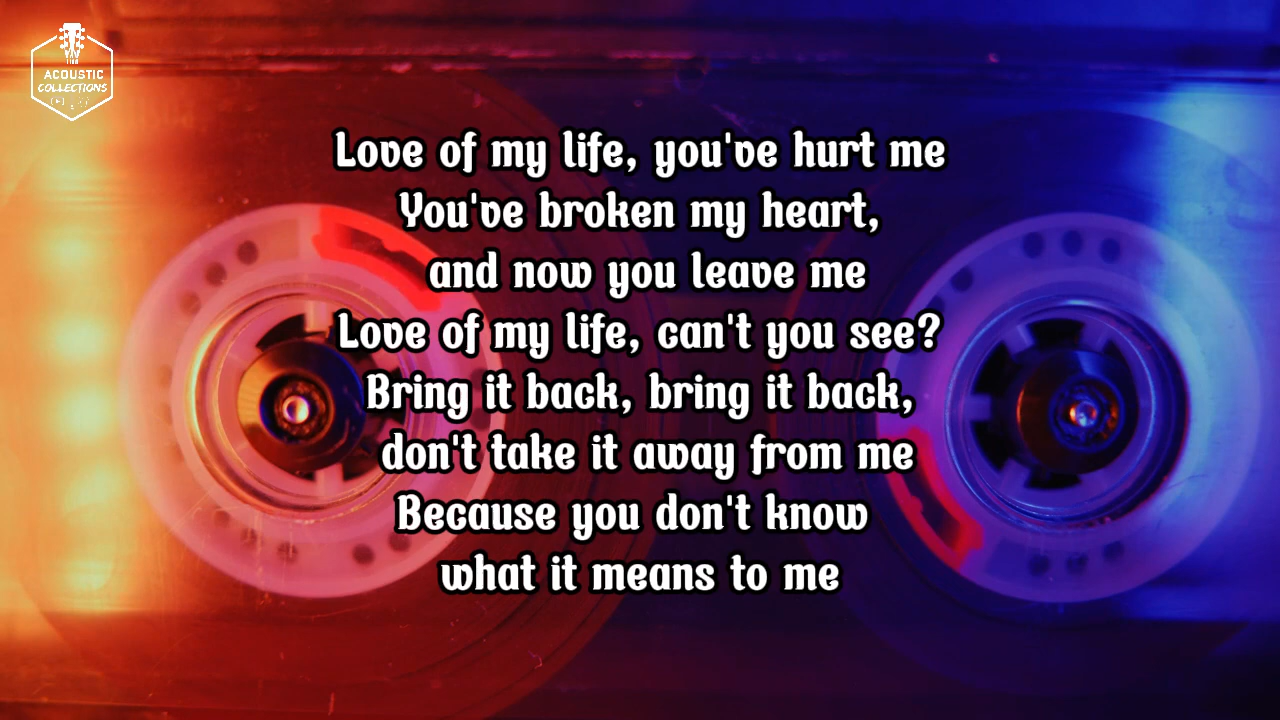 ACOUSTIC
COLLECTIONS
Love of my life, you've hurt me
You've broken my heart,
and now you leave me
Love of my life, can't you see?
Bring it back, bring it back,
don't take it away from me
Because you don't know
what it means to me